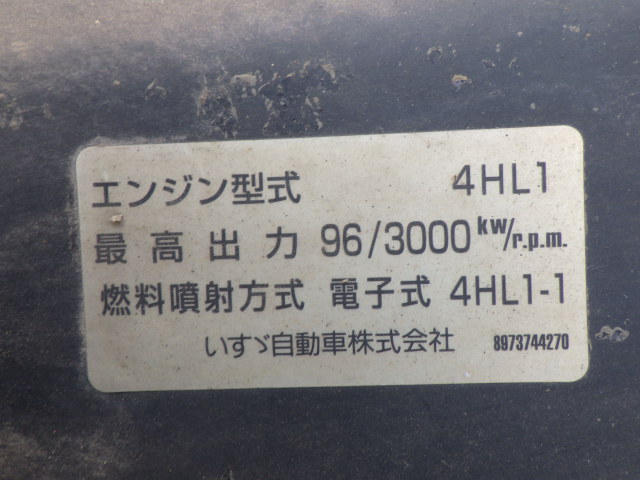 エンジン型式 4HL1
最高出力 96/3000 kw/r.p.m.
燃料噴射方式 電子式 4HL1-1
いすゞ自動車株式会社 8973744270